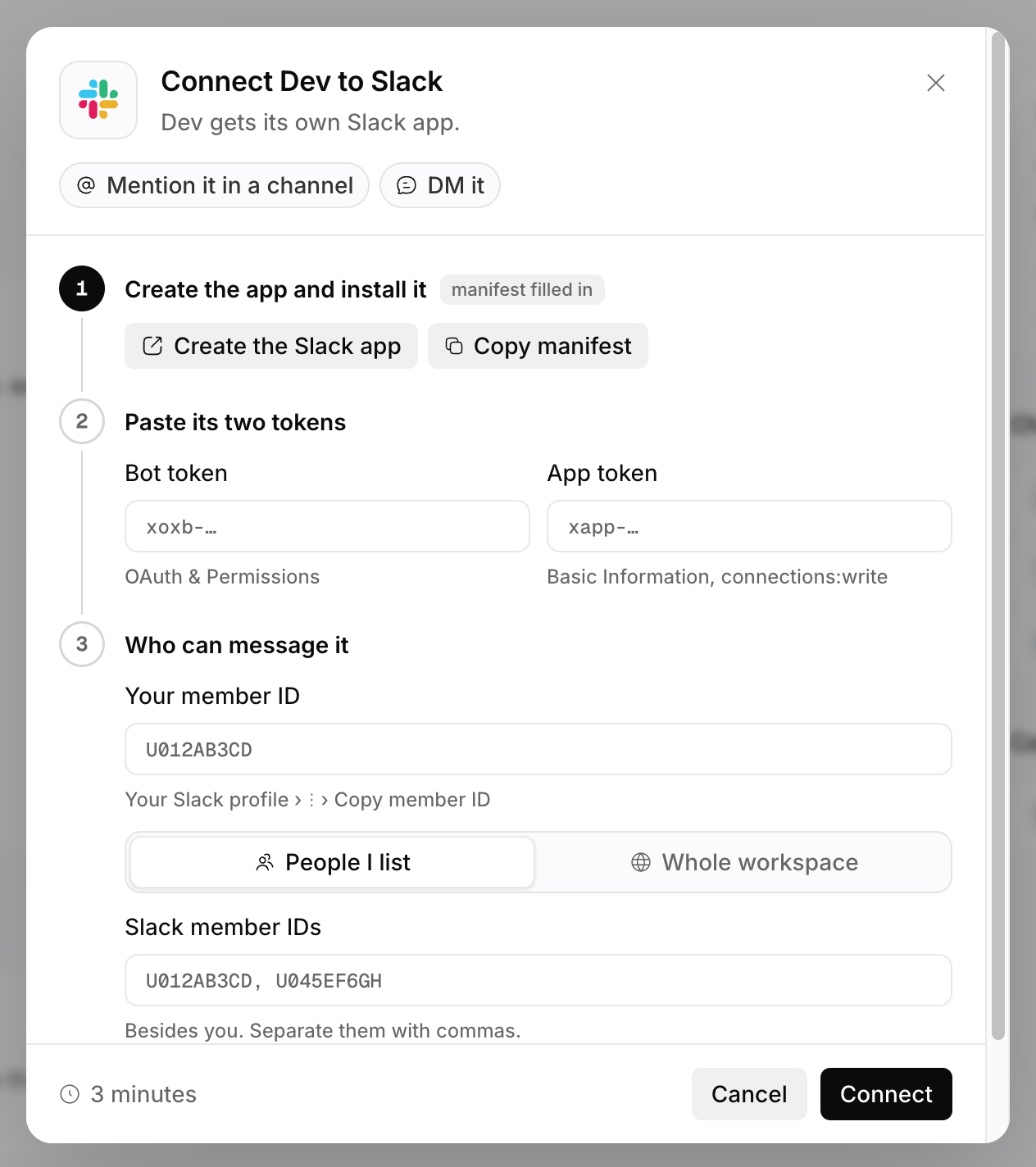 Connect Dev to Slack
Dev gets its own Slack app.
@ Mention it in a channel
DM it
1
Create the app and install it
manifest filled in
Create the Slack app
Copy manifest
2
Paste its two tokens
Bot token
App token
xoxb-…
xapp-…
OAuth & Permissions
Basic Information, connections:write
3
Who can message it
Your member ID
U012AB3CD
Your Slack profile › ⋮ › Copy member ID
People I list
Whole workspace
Slack member IDs
U012AB3CD, U045EF6GH
Besides you. Separate them with commas.
3 minutes
Cancel
Connect